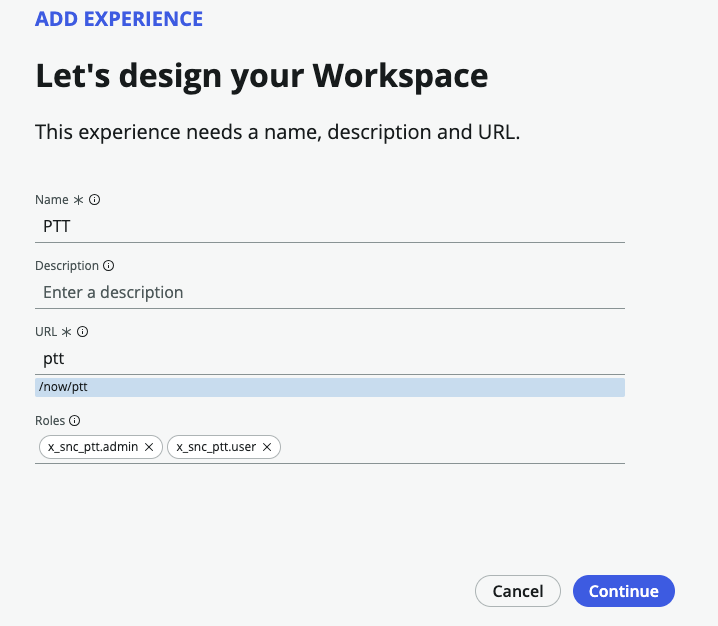 ADD EXPERIENCE
Let's design your Workspace
This experience needs a name, description and URL.
Name *
PTT
Description
Enter a description
URL *
ptt
/now/ptt
Roles
x_snc_ptt.admin × x_snc_ptt.user ×
Cancel Continue